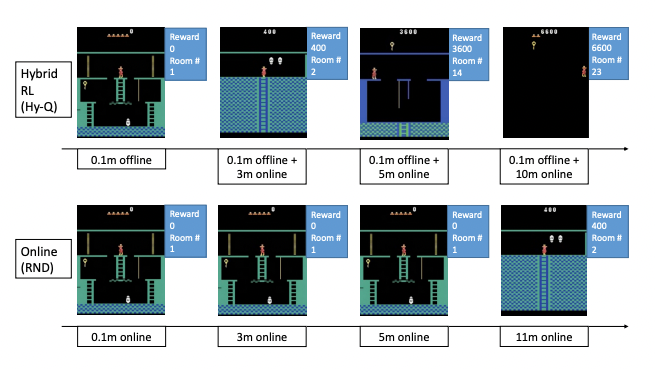 0
Reward
0
Room #
1
400
Reward
400
Room #
2
3600
Reward
3600
Room #
14
6600
Reward
6600
Room #
23
Hybrid
RL
(Hy-Q)
0.1m offline
0.1m offline +
3m online
0.1m offline +
5m online
0.1m offline +
10m online
0
Reward
0
Room #
1
0
Reward
0
Room #
1
0
Reward
0
Room #
1
400
Reward
400
Room #
2
Online
(RND)
0.1m online
3m online
5m online
11m online